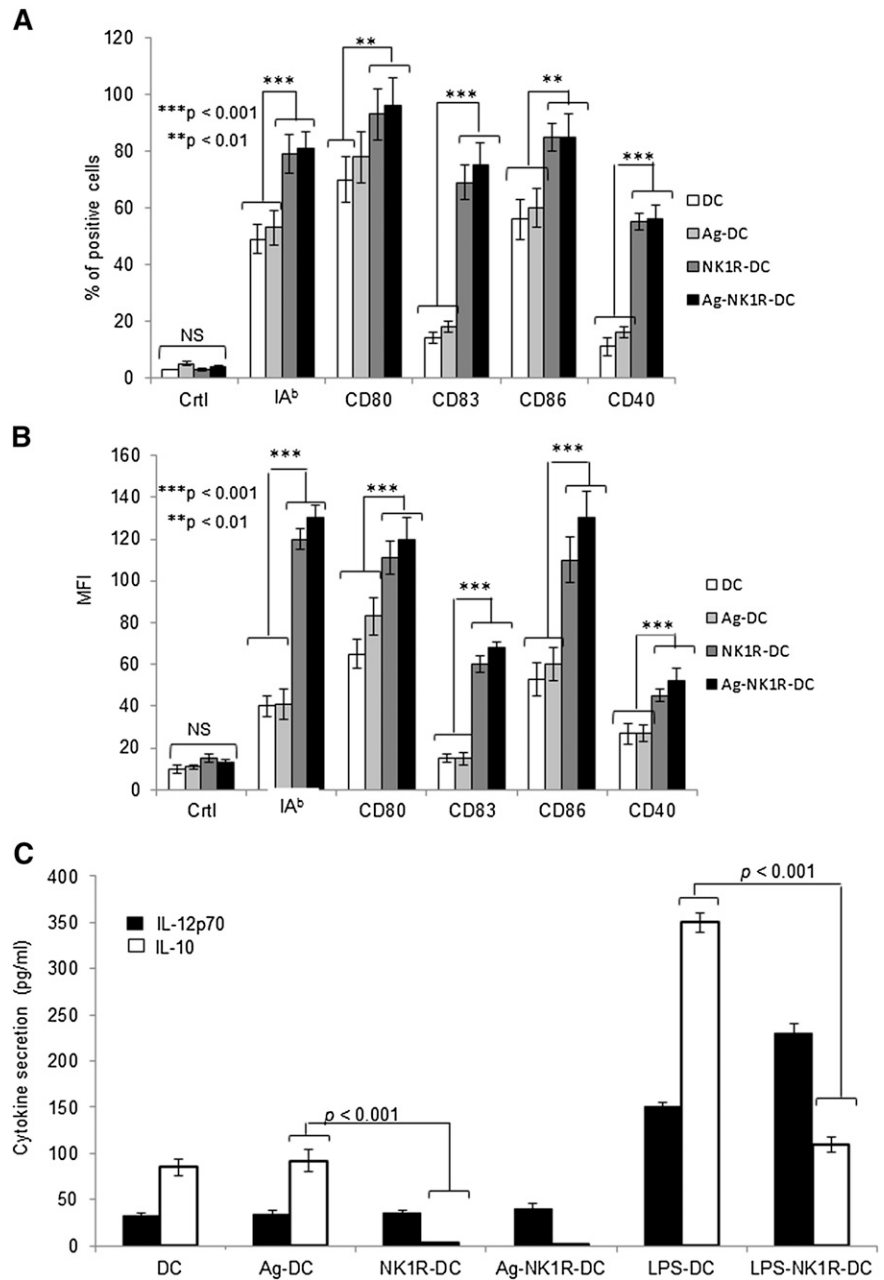 A
120
100
80
60
40
20
0
% of positive cells
***p < 0.001
**p < 0.01
NS
***
**
***
**
***
Crtl IAᵇ CD80 CD83 CD86 CD40
DC
Ag-DC
NK1R-DC
Ag-NK1R-DC
B
160
140
120
100
80
60
40
20
0
MFI
***p < 0.001
**p < 0.01
NS
***
***
***
***
***
Crtl IAᵇ CD80 CD83 CD86 CD40
DC
Ag-DC
NK1R-DC
Ag-NK1R-DC
C
400
350
300
250
200
150
100
50
0
Cytokine secretion (pg/ml)
IL-12p70
IL-10
p < 0.001
p < 0.001
DC Ag-DC NK1R-DC Ag-NK1R-DC LPS-DC LPS-NK1R-DC